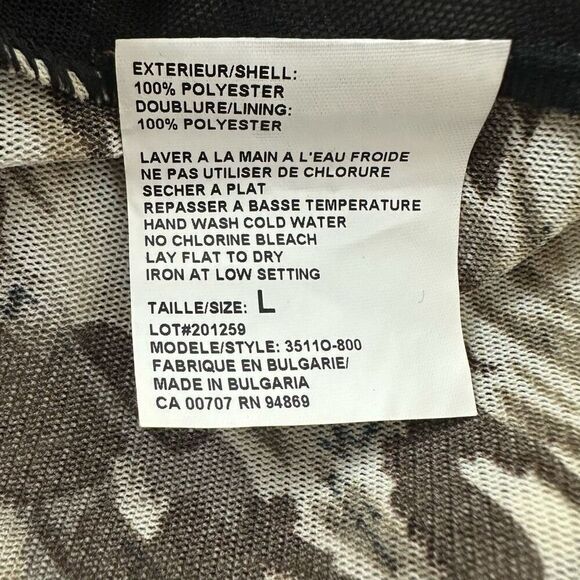 EXTERIEUR/SHELL:
100% POLYESTER
DOUBLURE/LINING:
100% POLYESTER
LAVER A LA MAIN A L'EAU FROIDE
NE PAS UTILISER DE CHLORURE
SECHER A PLAT
REPASSER A BASSE TEMPERATURE
HAND WASH COLD WATER
NO CHLORINE BLEACH
LAY FLAT TO DRY
IRON AT LOW SETTING
TAILLE/SIZE: L
LOT#201259
MODELE/STYLE: 3511O-800
FABRIQUE EN BULGARIE/
MADE IN BULGARIA
CA 00707 RN 94869